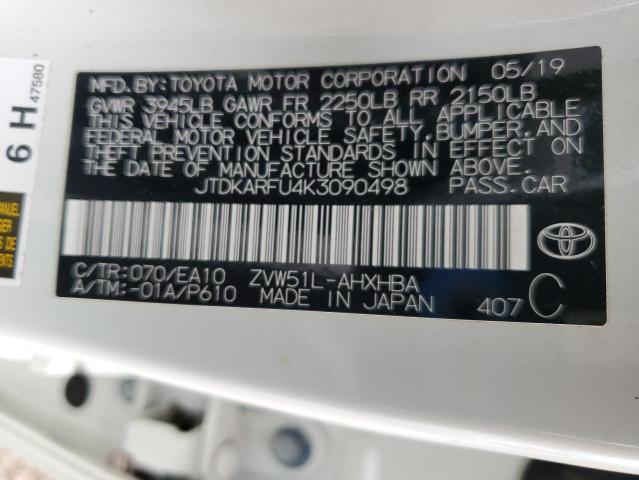 MFD. BY: TOYOTA MOTOR CORPORATION 05/19
GVWR 3945LB GAWR FR 2250LB RR 2150LB
THIS VEHICLE CONFORMS TO ALL APPLICABLE
FEDERAL MOTOR VEHICLE SAFETY, BUMPER, AND
THEFT PREVENTION STANDARDS IN EFFECT ON
THE DATE OF MANUFACTURE SHOWN ABOVE.
JTDKARFU4K3090498 PASS. CAR
C/TR: 070/EA10 ZVW51L-AHXHBA
A/TM: -01A/P610 MADE IN JAPAN 407 C
6 H
47580